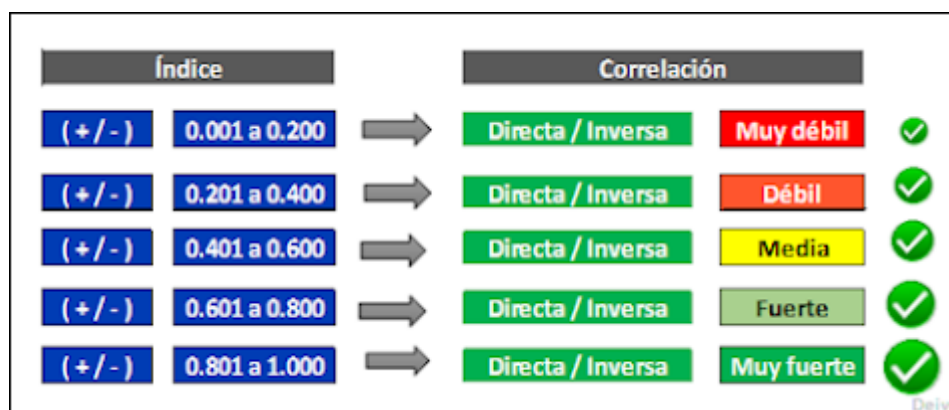 Índice Correlación
(+/-) 0.001 a 0.200 Directa / Inversa Muy débil
(+/-) 0.201 a 0.400 Directa / Inversa Débil
(+/-) 0.401 a 0.600 Directa / Inversa Media
(+/-) 0.601 a 0.800 Directa / Inversa Fuerte
(+/-) 0.801 a 1.000 Directa / Inversa Muy fuerte